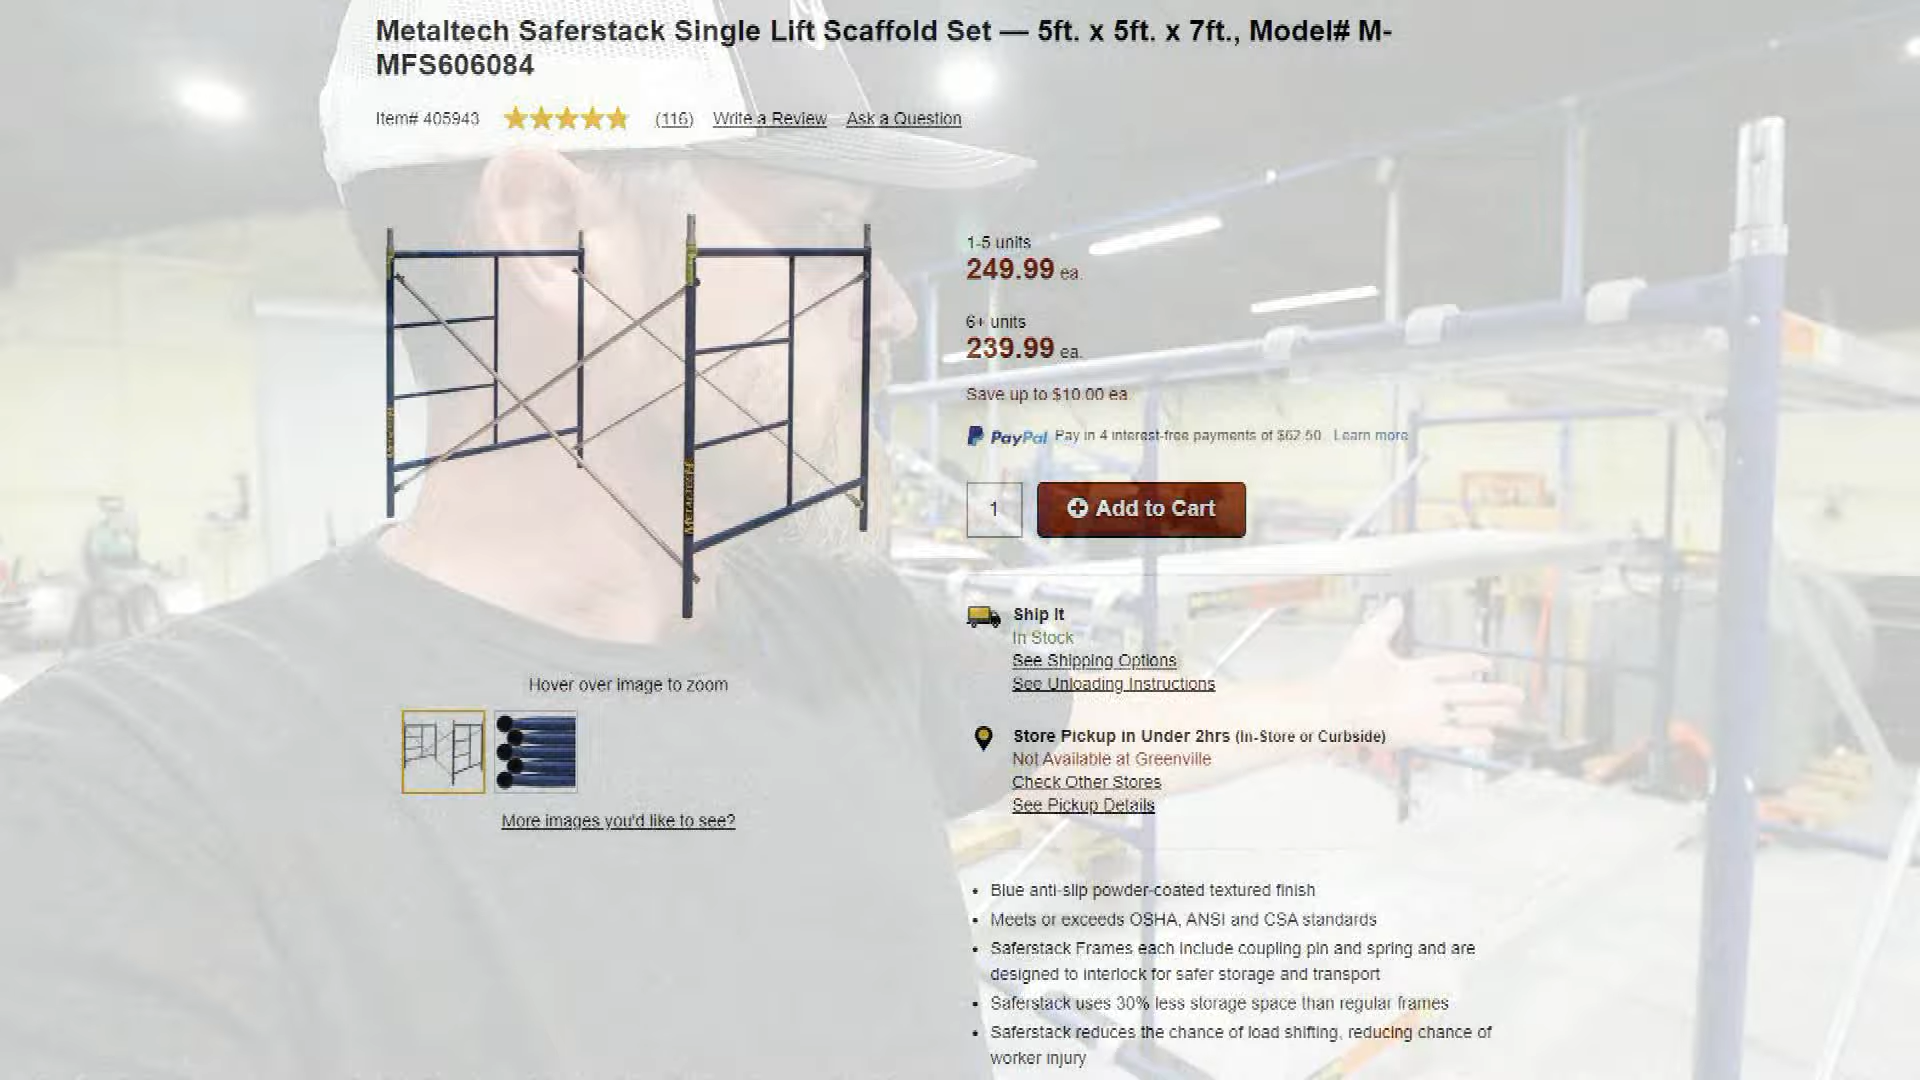 Metaltech Saferstack Single Lift Scaffold Set — 5ft. x 5ft. x 7ft., Model# M-
MFS606084
Item# 405943 (116) Write a Review Ask a Question
1-5 units
249.99 ea.
6+ units
239.99 ea.
Save up to $10.00 ea.
PayPal Pay in 4 interest-free payments of $62.50. Learn more
1 Add to Cart
Ship It
In Stock
See Shipping Options
See Unloading Instructions
Hover over image to zoom
Store Pickup in Under 2hrs (In-Store or Curbside)
Not Available at Greenville
Check Other Stores
See Pickup Details
More images you'd like to see?
• Blue anti-slip powder-coated textured finish
• Meets or exceeds OSHA, ANSI and CSA standards
• Saferstack Frames each include coupling pin and spring and are
designed to interlock for safer storage and transport
• Saferstack uses 30% less storage space than regular frames
• Saferstack reduces the chance of load shifting, reducing chance of
worker injury